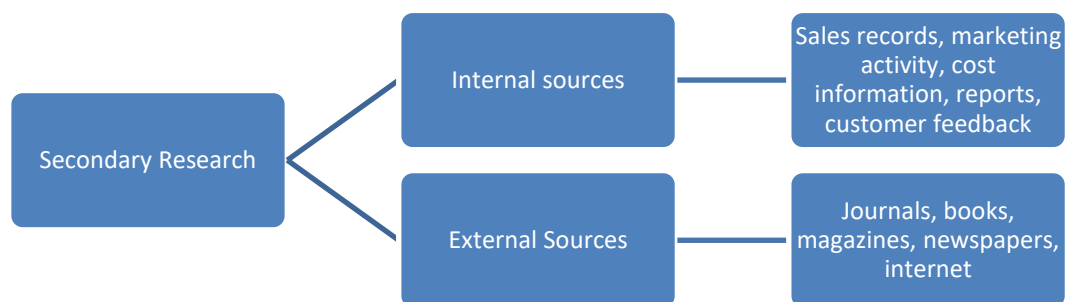 Secondary Research
Internal sources
Sales records, marketing
activity, cost
information, reports,
customer feedback
External Sources
Journals, books,
magazines, newspapers,
internet